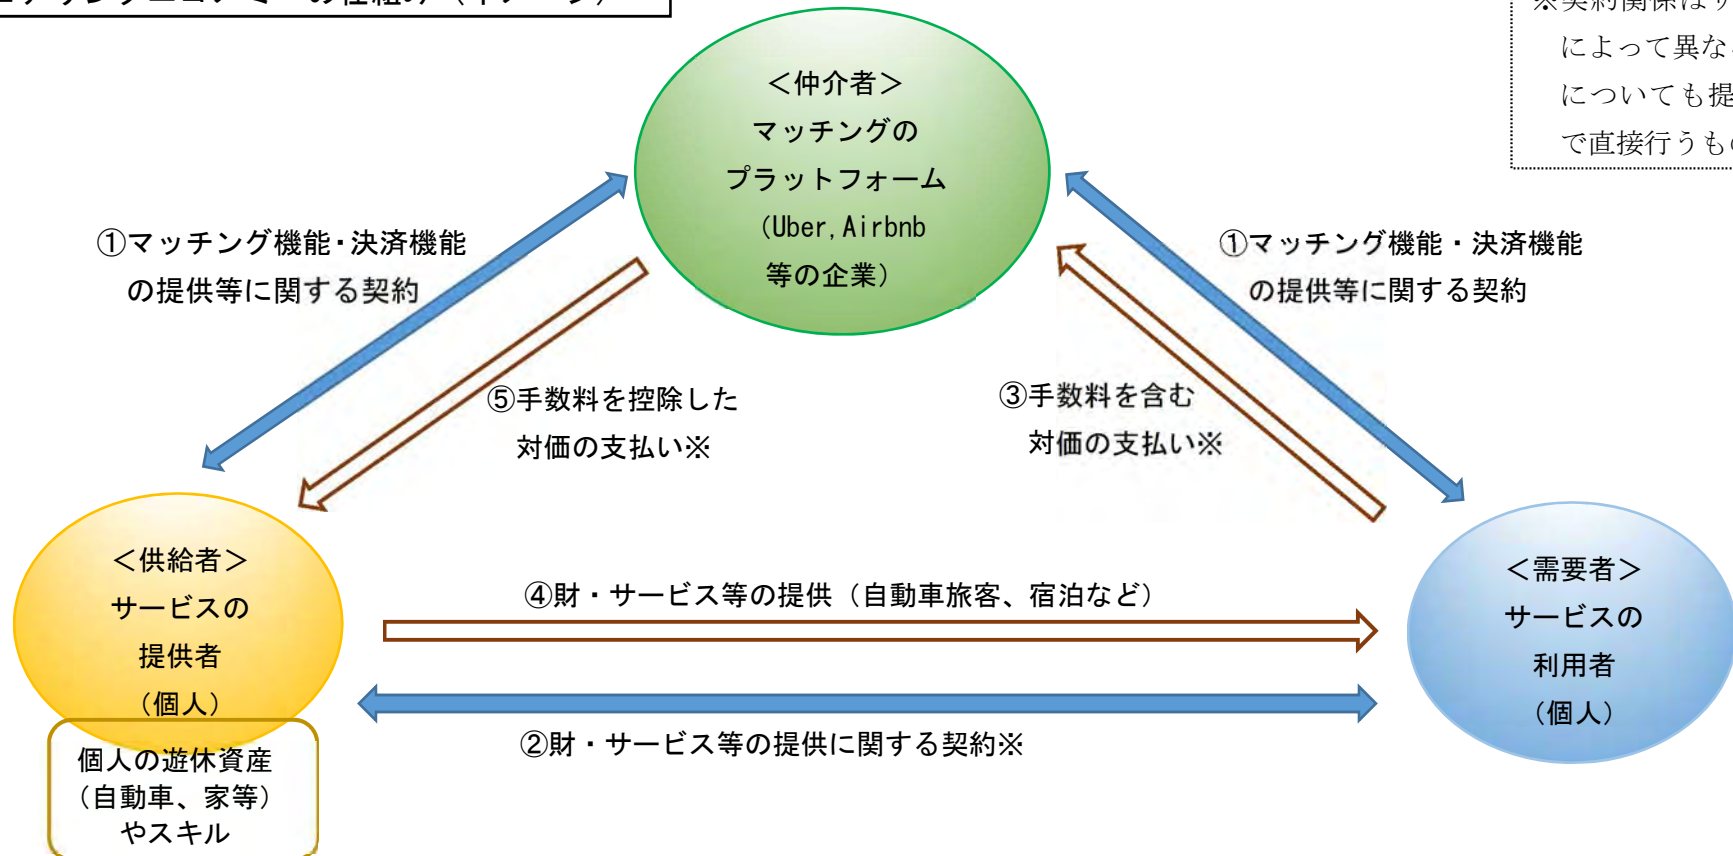 ※契約関係はサ
によって異な
についても提
で直接行うも
＜仲介者＞
マッチングの
プラットフォーム
（Uber,Airbnb
等の企業）
①マッチング機能・決済機能
の提供等に関する契約
①マッチング機能・決済機能
の提供等に関する契約
⑤手数料を控除した
対価の支払い※
③手数料を含む
対価の支払い※
＜供給者＞
サービスの
提供者
（個人）
個人の遊休資産
（自動車、家等）
やスキル
④財・サービス等の提供（自動車旅客、宿泊など）
②財・サービス等の提供に関する契約※
＜需要者＞
サービスの
利用者
（個人）